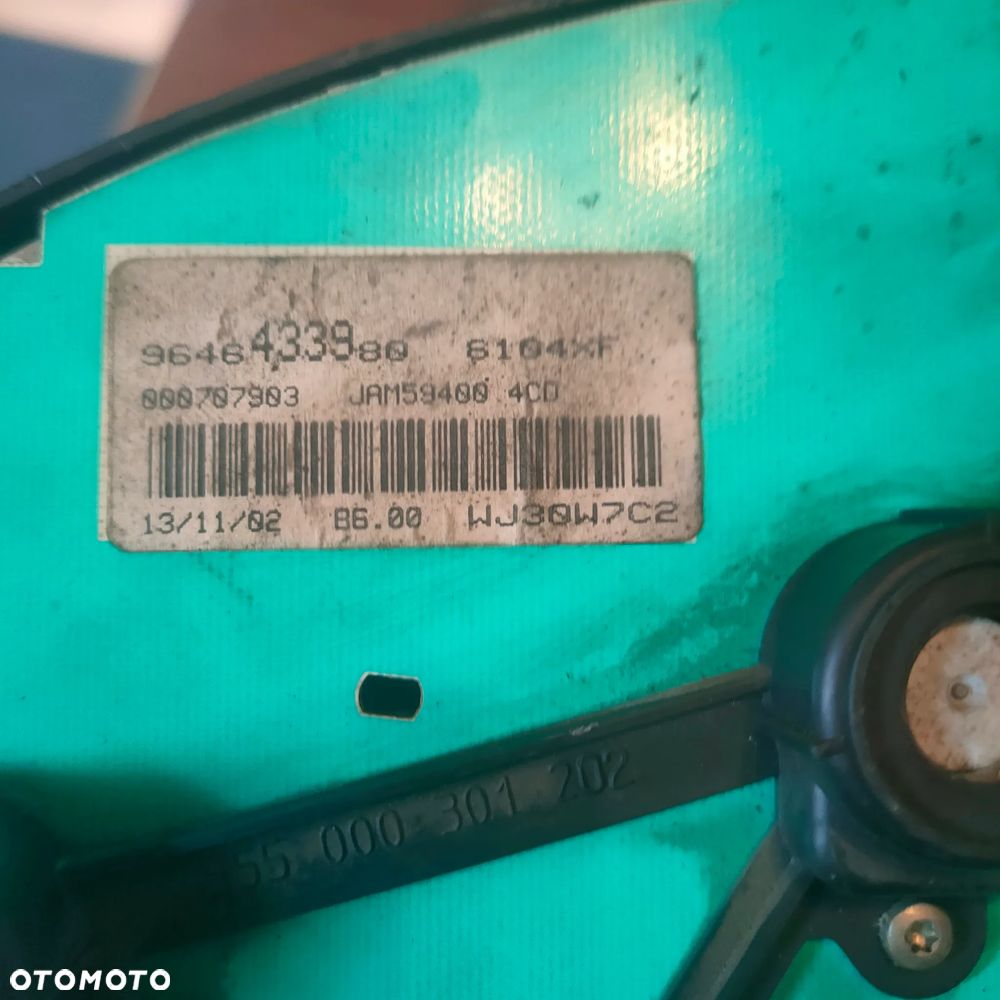 9646433980 6104XF
000707903 JAM59400.4CD
13/11/02 B6.00 WJ30W7C2
55 000 301 202
OTOMOTO